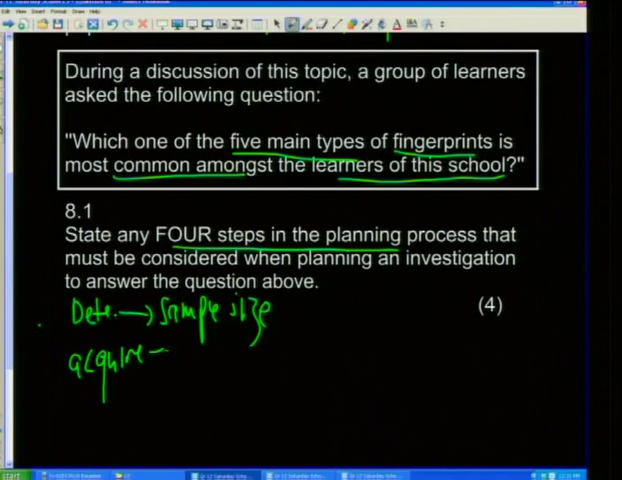 During a discussion of this topic, a group of learners
asked the following question:
"Which one of the five main types of fingerprints is
most common amongst the learners of this school?"
8.1
State any FOUR steps in the planning process that
must be considered when planning an investigation
to answer the question above.
(4)
Dete. → Sample size
acquire –
start